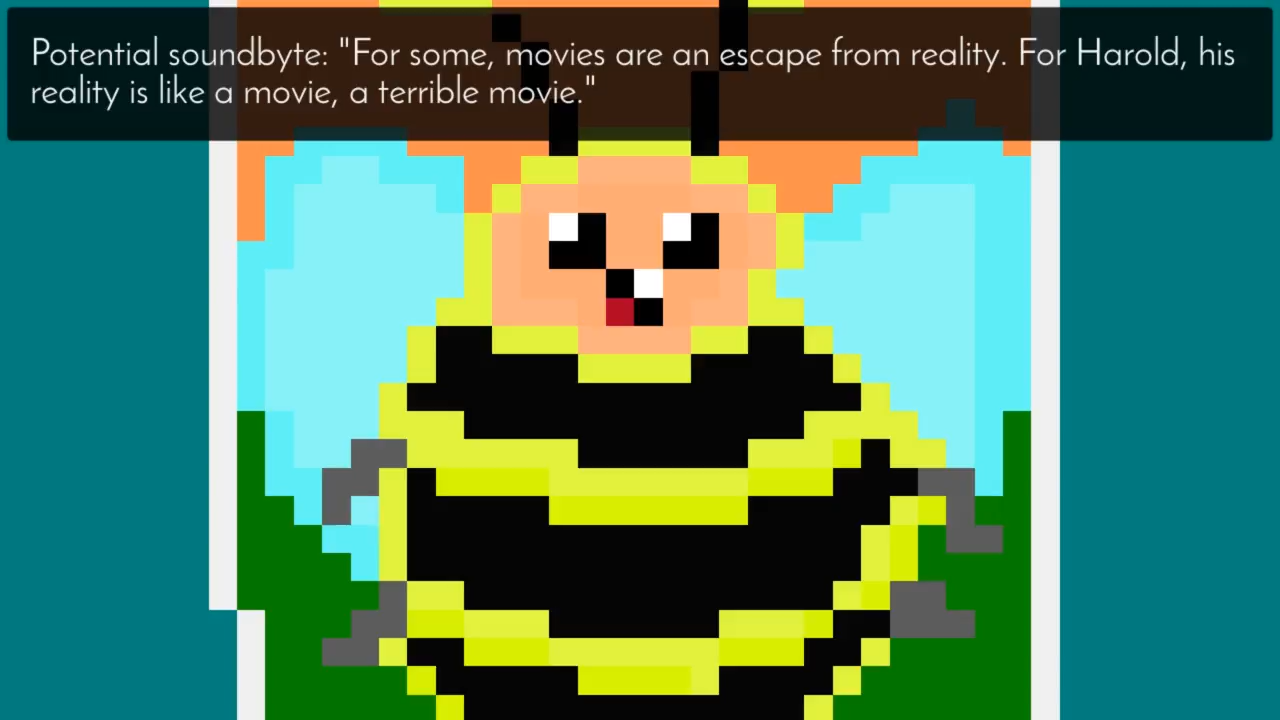 Potential soundbyte: "For some, movies are an escape from reality. For Harold, his
reality is like a movie, a terrible movie."